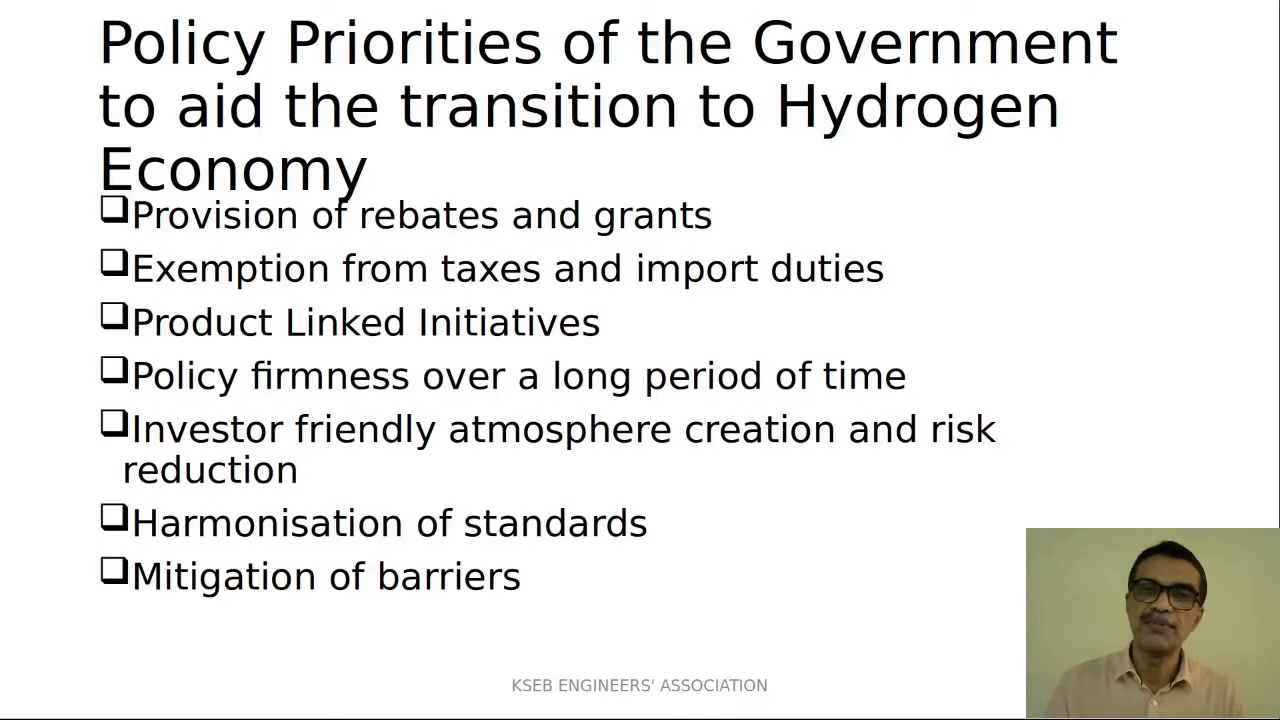 Policy Priorities of the Government
to aid the transition to Hydrogen
Economy
❑Provision of rebates and grants
❑Exemption from taxes and import duties
❑Product Linked Initiatives
❑Policy firmness over a long period of time
❑Investor friendly atmosphere creation and risk
reduction
❑Harmonisation of standards
❑Mitigation of barriers
KSEB ENGINEERS' ASSOCIATION